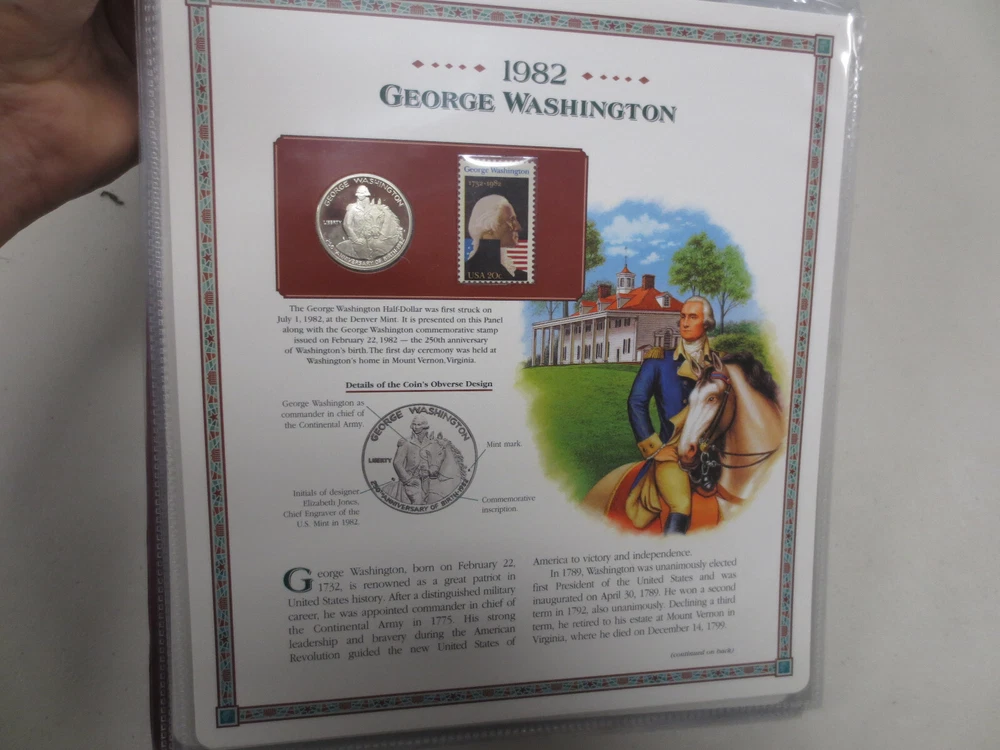 1982
GEORGE WASHINGTON
GEORGE WASHINGTON
LIBERTY
250TH ANNIVERSARY OF BIRTH
George Washington
1732-1982
USA 20c
The George Washington Half-Dollar was first struck on
July 1, 1982, at the Denver Mint. It is presented on this Panel
along with the George Washington commemorative stamp
issued on February 22, 1982 — the 250th anniversary
of Washington's birth. The first day ceremony was held at
Washington's home in Mount Vernon, Virginia.
Details of the Coin's Obverse Design
George Washington as
commander in chief of
the Continental Army.
GEORGE WASHINGTON
LIBERTY
250TH ANNIVERSARY OF BIRTH 1982
Mint mark
Initials of designer
Elizabeth Jones,
Chief Engraver of the
U.S. Mint in 1982.
Commemorative
inscription.
George Washington, born on February 22,
1732, is renowned as a great patriot in
United States history. After a distinguished military
career, he was appointed commander in chief of
the Continental Army in 1775. His strong
leadership and bravery during the American
Revolution guided the new United States of
America to victory and independence.
In 1789, Washington was unanimously elected
first President of the United States and was
inaugurated on April 30, 1789. He won a second
term in 1792, also unanimously. Declining a third
term, he retired to his estate at Mount Vernon in
Virginia, where he died on December 14, 1799.
(continued on back)